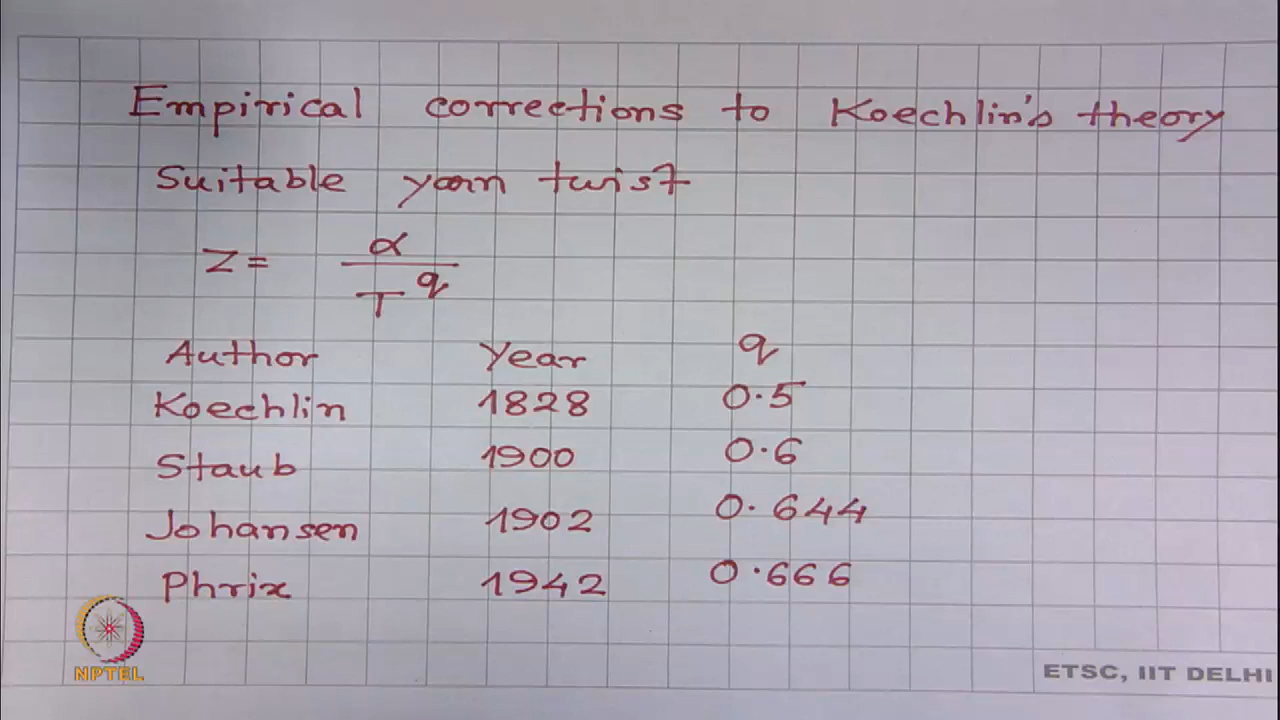 Empirical corrections to Koechlin's theory
Suitable yarn twist
Z = α / T^q
Author Year q
Koechlin 1828 0.5
Staub 1900 0.6
Johansen 1902 0.644
Phrix 1942 0.666
NPTEL
ETSC, IIT DELHI